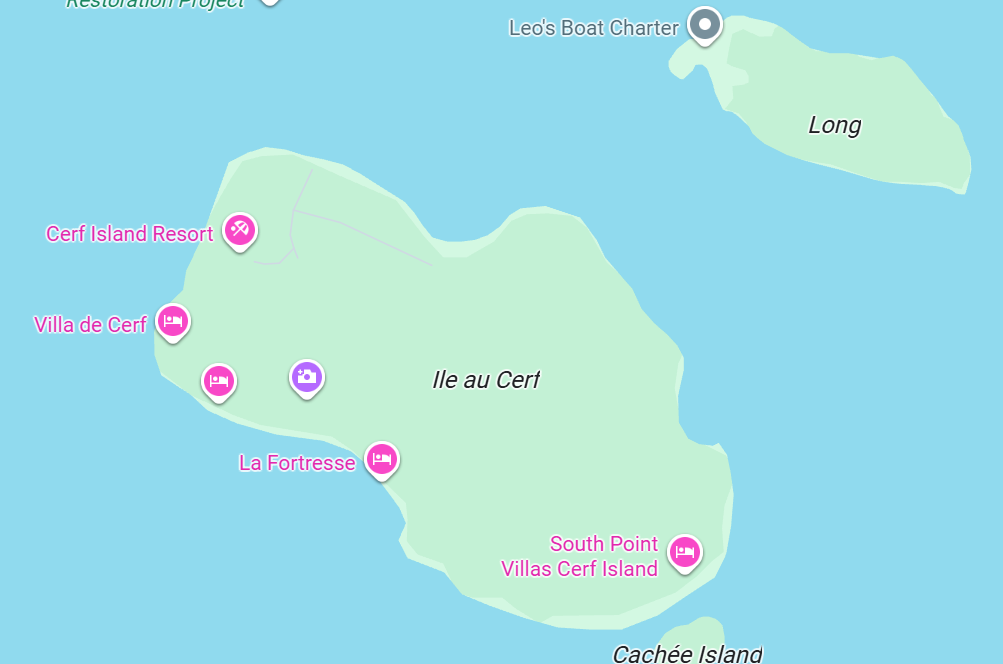 Restoration Project
Leo's Boat Charter
Long
Cerf Island Resort
Villa de Cerf
Ile au Cerf
La Fortresse
South Point
Villas Cerf Island
Cachée Island